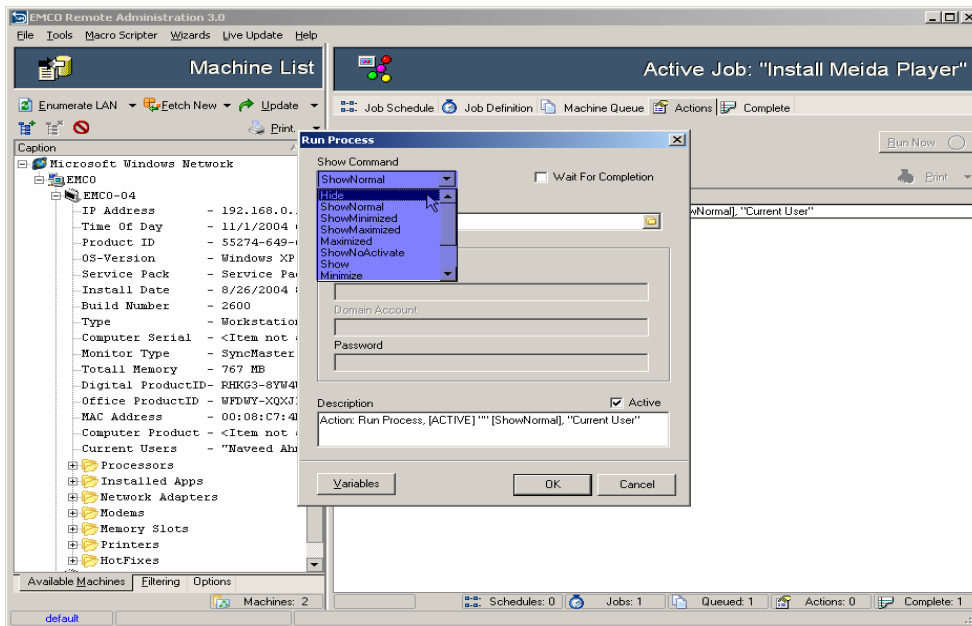 EMCO Remote Administration 3.0
File Tools Macro Scripter Wizards Live Update Help
Machine List
Active Job: "Install Meida Player"
Enumerate LAN Fetch New Update
Print
Job Schedule Job Definition Machine Queue Actions Complete
Run Now
Print
Caption
Microsoft Windows Network
EMCO
EMCO-04
IP Address - 192.168.0.
Time Of Day - 11/1/2004
Product ID - 55274-649-
OS-Version - Windows XP
Service Pack - Service Pa
Install Date - 8/26/2004
Build Number - 2600
Type - Workstation
Computer Serial - <Item not
Monitor Type - SyncMaster
Totall Memory - 767 MB
Digital ProductID- RHKG3-8YW4W
Office ProductID - WFDWY-XQXJ
MAC Address - 00:08:C7:4
Computer Product - <Item not
Current Users - "Naveed Ah
Processors
Installed Apps
Network Adapters
Modems
Memory Slots
Printers
HotFixes
Available Machines Filtering Options
Machines: 2
default
Run Process
Show Command
ShowNormal
Wait For Completion
Hide
ShowNormal
ShowMinimized
ShowMaximized
Maximized
ShowNoActivate
Show
Minimize
Domain Account
Password
Description
Active
Action: Run Process, [ACTIVE] "" [ShowNormal], "Current User"
Variables OK Cancel
wNormal], "Current User"
Schedules: 0 Jobs: 1 Queued: 1 Actions: 0 Complete: 1